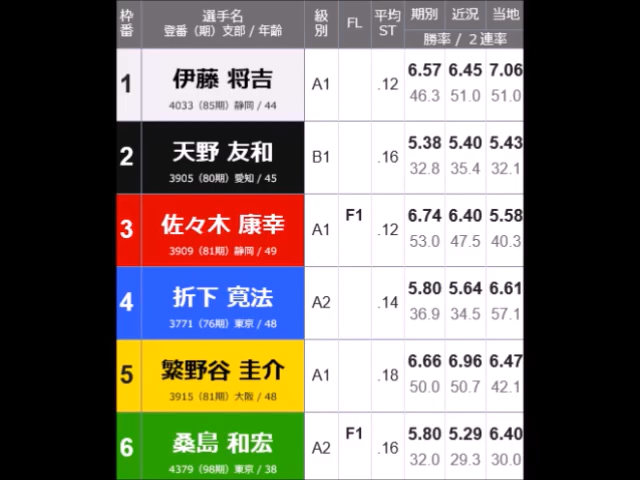 枠番 選手名 級別 FL 平均ST 期別 近況 当地
登番（期）支部 / 年齢 勝率 / 2連率
1 伊藤 将吉 A1 .12 6.57 6.45 7.06
4033（85期）静岡 / 44 46.3 51.0 51.0
2 天野 友和 B1 .16 5.38 5.40 5.43
3905（80期）愛知 / 45 32.8 35.4 32.1
3 佐々木 康幸 A1 F1 .12 6.74 6.40 5.58
3909（81期）静岡 / 49 53.0 47.5 40.3
4 折下 寛法 A2 .14 5.80 5.64 6.61
3771（76期）東京 / 48 36.9 34.5 57.1
5 繁野谷 圭介 A1 .18 6.66 6.96 6.47
3915（81期）大阪 / 48 50.0 50.7 42.1
6 桑島 和宏 A2 F1 .16 5.80 5.29 6.40
4379（98期）東京 / 38 32.0 29.3 30.0